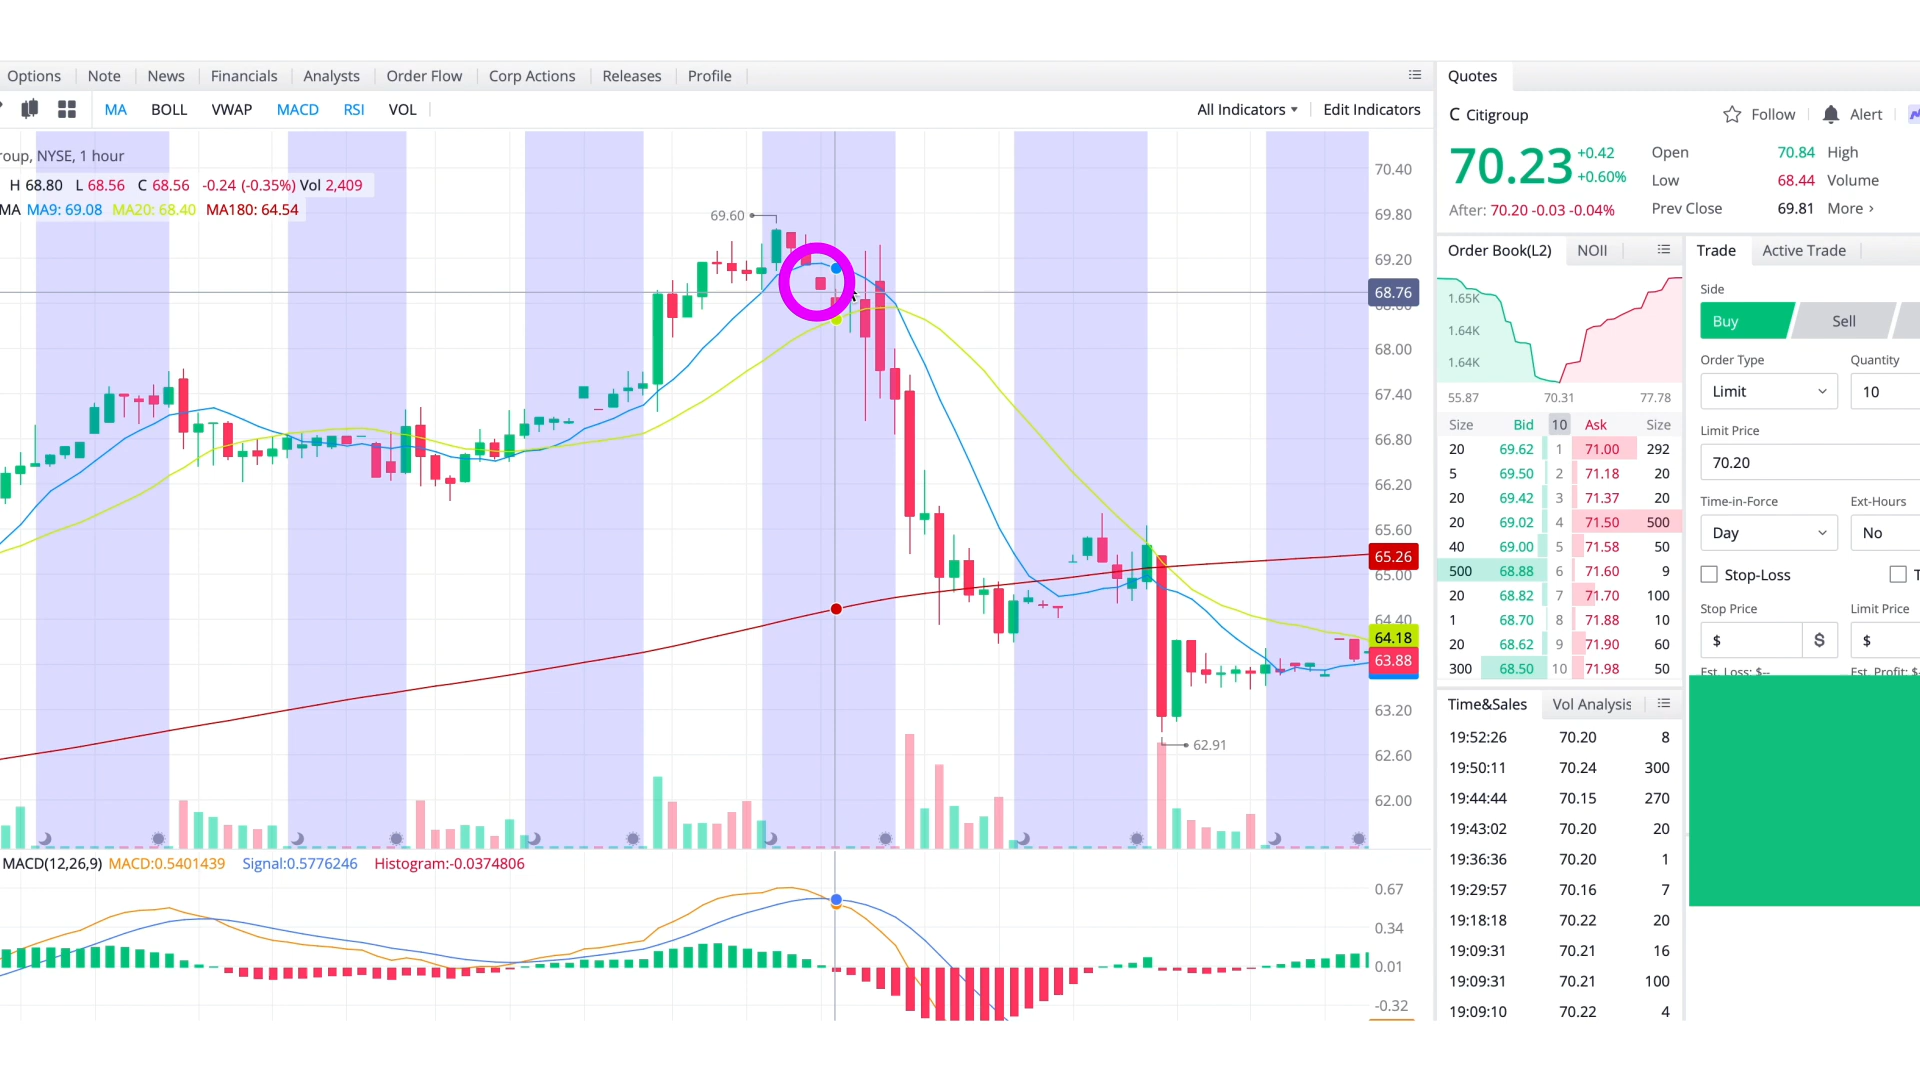 Options Note News Financials Analysts Order Flow Corp Actions Releases Profile
MA BOLL VWAP MACD RSI VOL All Indicators Edit Indicators
roup, NYSE, 1 hour
H 68.80 L 68.56 C 68.56 -0.24 (-0.35%) Vol 2,409
MA MA9: 69.08 MA20: 68.40 MA180: 64.54
69.60
62.91
70.40
69.80
69.20
68.76
68.00
67.40
66.80
66.20
65.60
65.26
65.00
64.40
64.18
63.88
63.20
62.60
62.00
MACD(12,26,9) MACD:0.5401439 Signal:0.5776246 Histogram:-0.0374806
0.67
0.34
0.01
-0.32
Quotes
C Citigroup Follow Alert
70.23 +0.42 +0.60%
Open 70.84 High
Low 68.44 Volume
After: 70.20 -0.03 -0.04% Prev Close 69.81 More ›
Order Book(L2) NOII
1.65K
1.64K
1.64K
55.87 70.31 77.78
Size Bid 10 Ask Size
20 69.62 1 71.00 292
5 69.50 2 71.18 20
20 69.42 3 71.37 20
20 69.02 4 71.50 500
40 69.00 5 71.58 50
500 68.88 6 71.60 9
20 68.82 7 71.70 100
1 68.70 8 71.88 10
20 68.62 9 71.90 60
300 68.50 10 71.98 50
Time&Sales Vol Analysis
19:52:26 70.20 8
19:50:11 70.24 300
19:44:44 70.15 270
19:43:02 70.20 20
19:36:36 70.20 1
19:29:57 70.16 7
19:18:18 70.22 20
19:09:31 70.21 16
19:09:31 70.21 100
19:09:10 70.22 4
Trade Active Trade
Side
Buy Sell
Order Type Quantity
Limit 10
Limit Price
70.20
Time-in-Force Ext-Hours
Day No
Stop-Loss T
Stop Price Limit Price
$ $ $
Est. Loss: $-- Est. Profit: $-